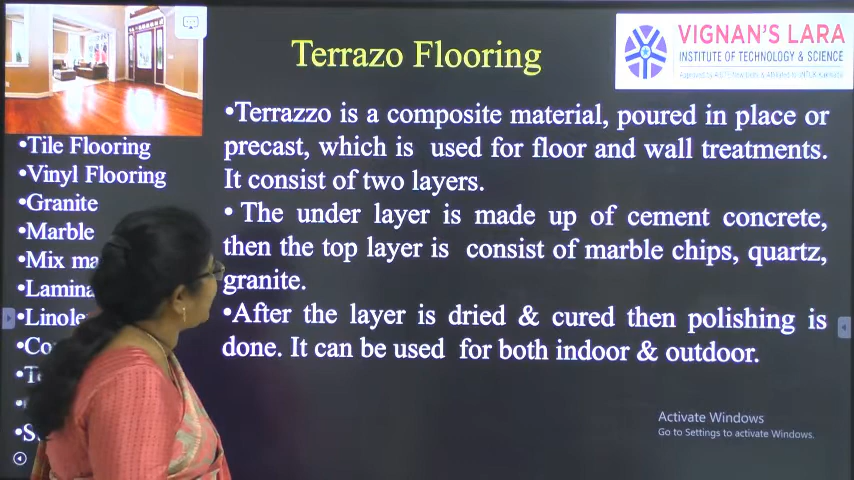 Terrazo Flooring
VIGNAN'S LARA
INSTITUTE OF TECHNOLOGY & SCIENCE
•Terrazzo is a composite material, poured in place or
precast, which is used for floor and wall treatments.
It consist of two layers.
• The under layer is made up of cement concrete,
then the top layer is consist of marble chips, quartz,
granite.
•After the layer is dried & cured then polishing is
done. It can be used for both indoor & outdoor.
•Tile Flooring
•Vinyl Flooring
•Granite
•Marble
•Mix
Activate Windows
Go to Settings to activate Windows.